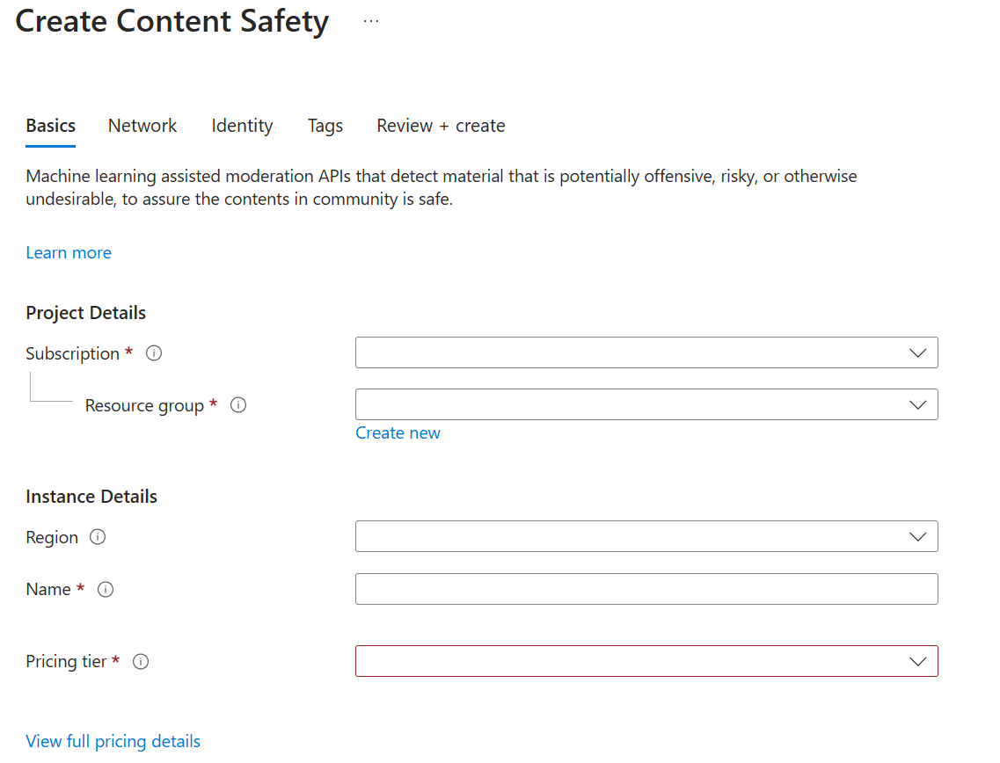 Create Content Safety ...
Basics Network Identity Tags Review + create
Machine learning assisted moderation APIs that detect material that is potentially offensive, risky, or otherwise
undesirable, to assure the contents in community is safe.
Learn more
Project Details
Subscription *
Resource group *
Create new
Instance Details
Region
Name *
Pricing tier *
View full pricing details